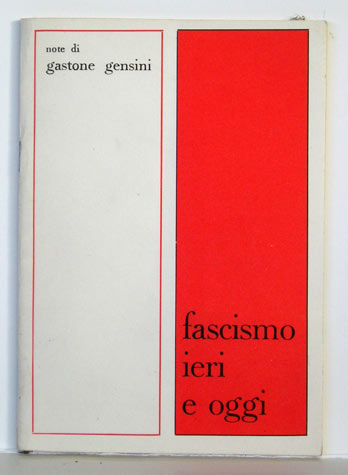 note di
gastone gensini
fascismo
ieri
e oggi